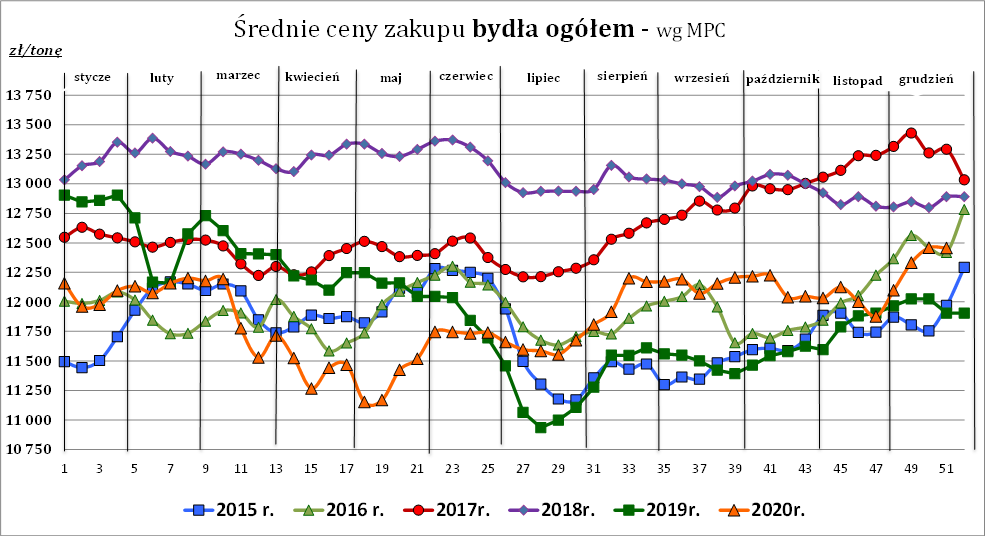 Średnie ceny zakupu bydła ogółem - wg MPC
zł/tonę
stycze luty marzec kwiecień maj czerwiec lipiec sierpień wrzesień październik listopad grudzień
13 750
13 500
13 250
13 000
12 750
12 500
12 250
12 000
11 750
11 500
11 250
11 000
10 750
1 3 5 7 9 11 13 15 17 19 21 23 25 27 29 31 33 35 37 39 41 43 45 47 49 51
2015 r. 2016 r. 2017r. 2018r. 2019r. 2020r.